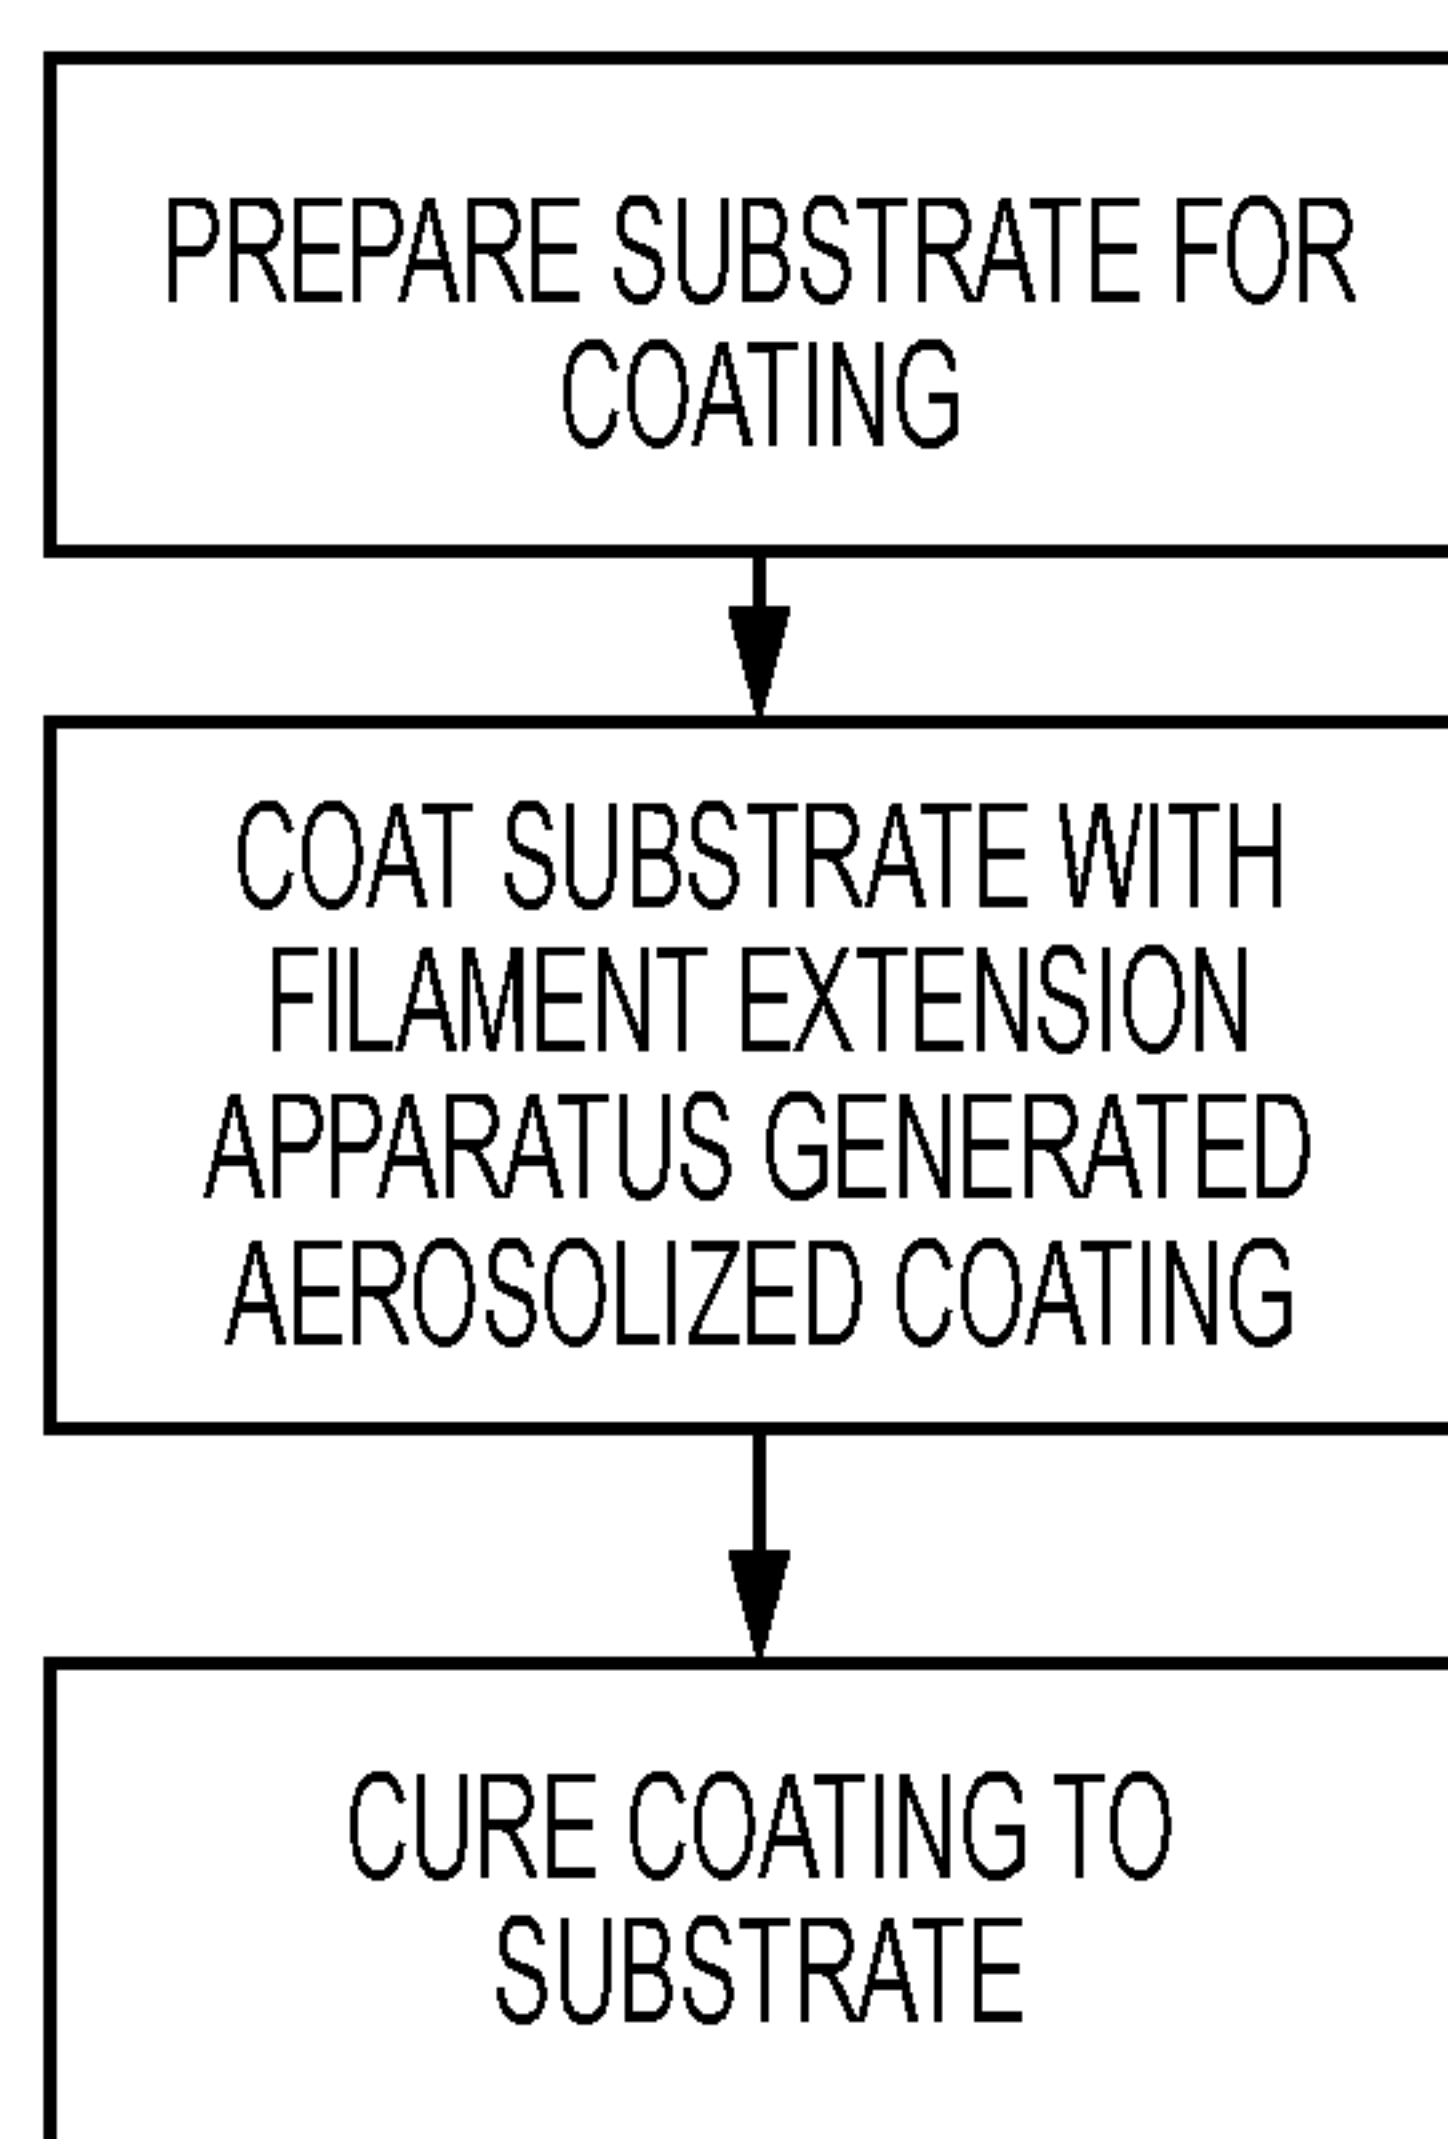 PREPARE SUBSTRATE FOR
COATING
COAT SUBSTRATE WITH
FILAMENT EXTENSION
APPARATUS GENERATED
AEROSOLIZED COATING
CURE COATING TO
SUBSTRATE